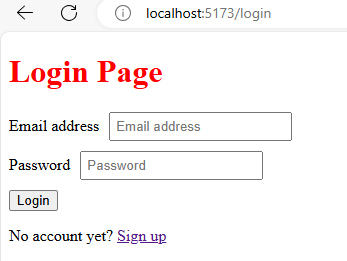 localhost:5173/login
Login Page
Email address Email address
Password Password
Login
No account yet? Sign up